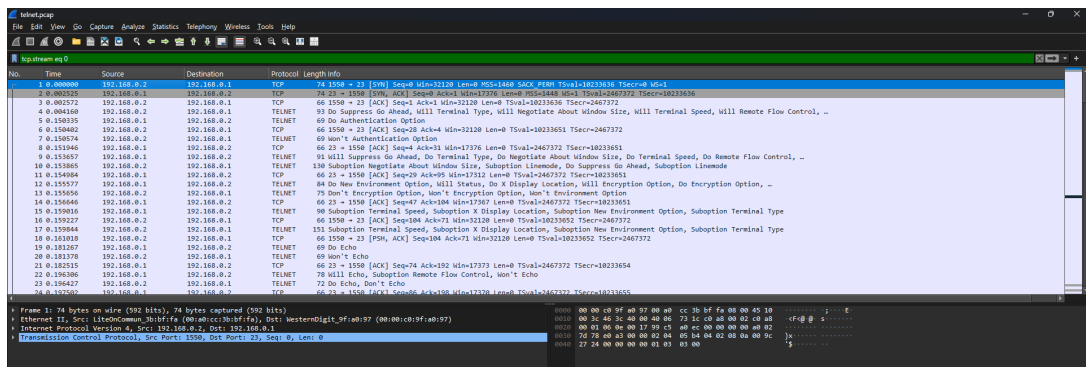 telnet.pcap
File Edit View Go Capture Analyze Statistics Telephony Wireless Tools Help
tcp.stream eq 0
No. Time Source Destination Protocol Length Info
1 0.000000 192.168.0.2 192.168.0.1 TCP 74 1550 → 23 [SYN] Seq=0 Win=32120 Len=0 MSS=1460 SACK_PERM TSval=10233636 TSecr=0 WS=1
2 0.002525 192.168.0.1 192.168.0.2 TCP 74 23 → 1550 [SYN, ACK] Seq=0 Ack=1 Win=17376 Len=0 MSS=1448 WS=1 TSval=2467372 TSecr=10233636
3 0.002572 192.168.0.2 192.168.0.1 TCP 66 1550 → 23 [ACK] Seq=1 Ack=1 Win=32120 Len=0 TSval=10233636 TSecr=2467372
4 0.004160 192.168.0.2 192.168.0.1 TELNET 93 Do Suppress Go Ahead, Will Terminal Type, Will Negotiate About Window Size, Will Terminal Speed, Will Remote Flow Control, …
5 0.150335 192.168.0.1 192.168.0.2 TELNET 69 Do Authentication Option
6 0.150402 192.168.0.2 192.168.0.1 TCP 66 1550 → 23 [ACK] Seq=28 Ack=4 Win=32120 Len=0 TSval=10233651 TSecr=2467372
7 0.150574 192.168.0.2 192.168.0.1 TELNET 69 Won't Authentication Option
8 0.151946 192.168.0.1 192.168.0.2 TCP 66 23 → 1550 [ACK] Seq=4 Ack=31 Win=17376 Len=0 TSval=2467372 TSecr=10233651
9 0.153657 192.168.0.1 192.168.0.2 TELNET 91 Will Suppress Go Ahead, Do Terminal Type, Do Negotiate About Window Size, Do Terminal Speed, Do Remote Flow Control, …
10 0.153865 192.168.0.2 192.168.0.1 TELNET 130 Suboption Negotiate About Window Size, Suboption Linemode, Do Suppress Go Ahead, Suboption Linemode
11 0.154984 192.168.0.1 192.168.0.2 TCP 66 23 → 1550 [ACK] Seq=29 Ack=95 Win=17312 Len=0 TSval=2467372 TSecr=10233651
12 0.155577 192.168.0.1 192.168.0.2 TELNET 84 Do New Environment Option, Will Status, Do X Display Location, Will Encryption Option, Do Encryption Option, …
13 0.155656 192.168.0.2 192.168.0.1 TELNET 75 Don't Encryption Option, Won't Encryption Option, Won't Environment Option
14 0.156646 192.168.0.1 192.168.0.2 TCP 66 23 → 1550 [ACK] Seq=47 Ack=104 Win=17367 Len=0 TSval=2467372 TSecr=10233651
15 0.159016 192.168.0.1 192.168.0.2 TELNET 90 Suboption Terminal Speed, Suboption X Display Location, Suboption New Environment Option, Suboption Terminal Type
16 0.159227 192.168.0.2 192.168.0.1 TCP 66 1550 → 23 [ACK] Seq=104 Ack=71 Win=32120 Len=0 TSval=10233652 TSecr=2467372
17 0.159844 192.168.0.2 192.168.0.1 TELNET 151 Suboption Terminal Speed, Suboption X Display Location, Suboption New Environment Option, Suboption Terminal Type
18 0.161018 192.168.0.2 192.168.0.1 TCP 66 1550 → 23 [PSH, ACK] Seq=104 Ack=71 Win=32120 Len=0 TSval=10233652 TSecr=2467372
19 0.181267 192.168.0.1 192.168.0.2 TELNET 69 Do Echo
20 0.181378 192.168.0.2 192.168.0.1 TELNET 69 Won't Echo
21 0.182515 192.168.0.1 192.168.0.2 TCP 66 23 → 1550 [ACK] Seq=74 Ack=192 Win=17373 Len=0 TSval=2467372 TSecr=10233654
22 0.196306 192.168.0.1 192.168.0.2 TELNET 78 Will Echo, Suboption Remote Flow Control, Won't Echo
23 0.196427 192.168.0.2 192.168.0.1 TELNET 72 Do Echo, Don't Echo
24 0.197502 192.168.0.1 192.168.0.2 TCP 66 23 → 1550 [ACK] Seq=86 Ack=198 Win=17370 Len=0 TSval=2467372 TSecr=10233655
Frame 1: 74 bytes on wire (592 bits), 74 bytes captured (592 bits)
Ethernet II, Src: LiteOnCommun_3b:bf:fa (00:a0:cc:3b:bf:fa), Dst: WesternDigit_9f:a0:97 (00:00:c0:9f:a0:97)
Internet Protocol Version 4, Src: 192.168.0.2, Dst: 192.168.0.1
Transmission Control Protocol, Src Port: 1550, Dst Port: 23, Seq: 0, Len: 0
0000 00 00 c0 9f a0 97 00 a0 cc 3b bf fa 08 00 45 10
0010 00 3c 46 3c 40 00 40 06 73 1c c0 a8 00 02 c0 a8
0020 00 01 06 0e 00 17 99 c5 a0 ec 00 00 00 00 a0 02
0030 7d 78 e0 a3 00 00 02 04 05 b4 04 02 08 0a 00 9c
0040 27 24 00 00 00 00 01 03 03 00